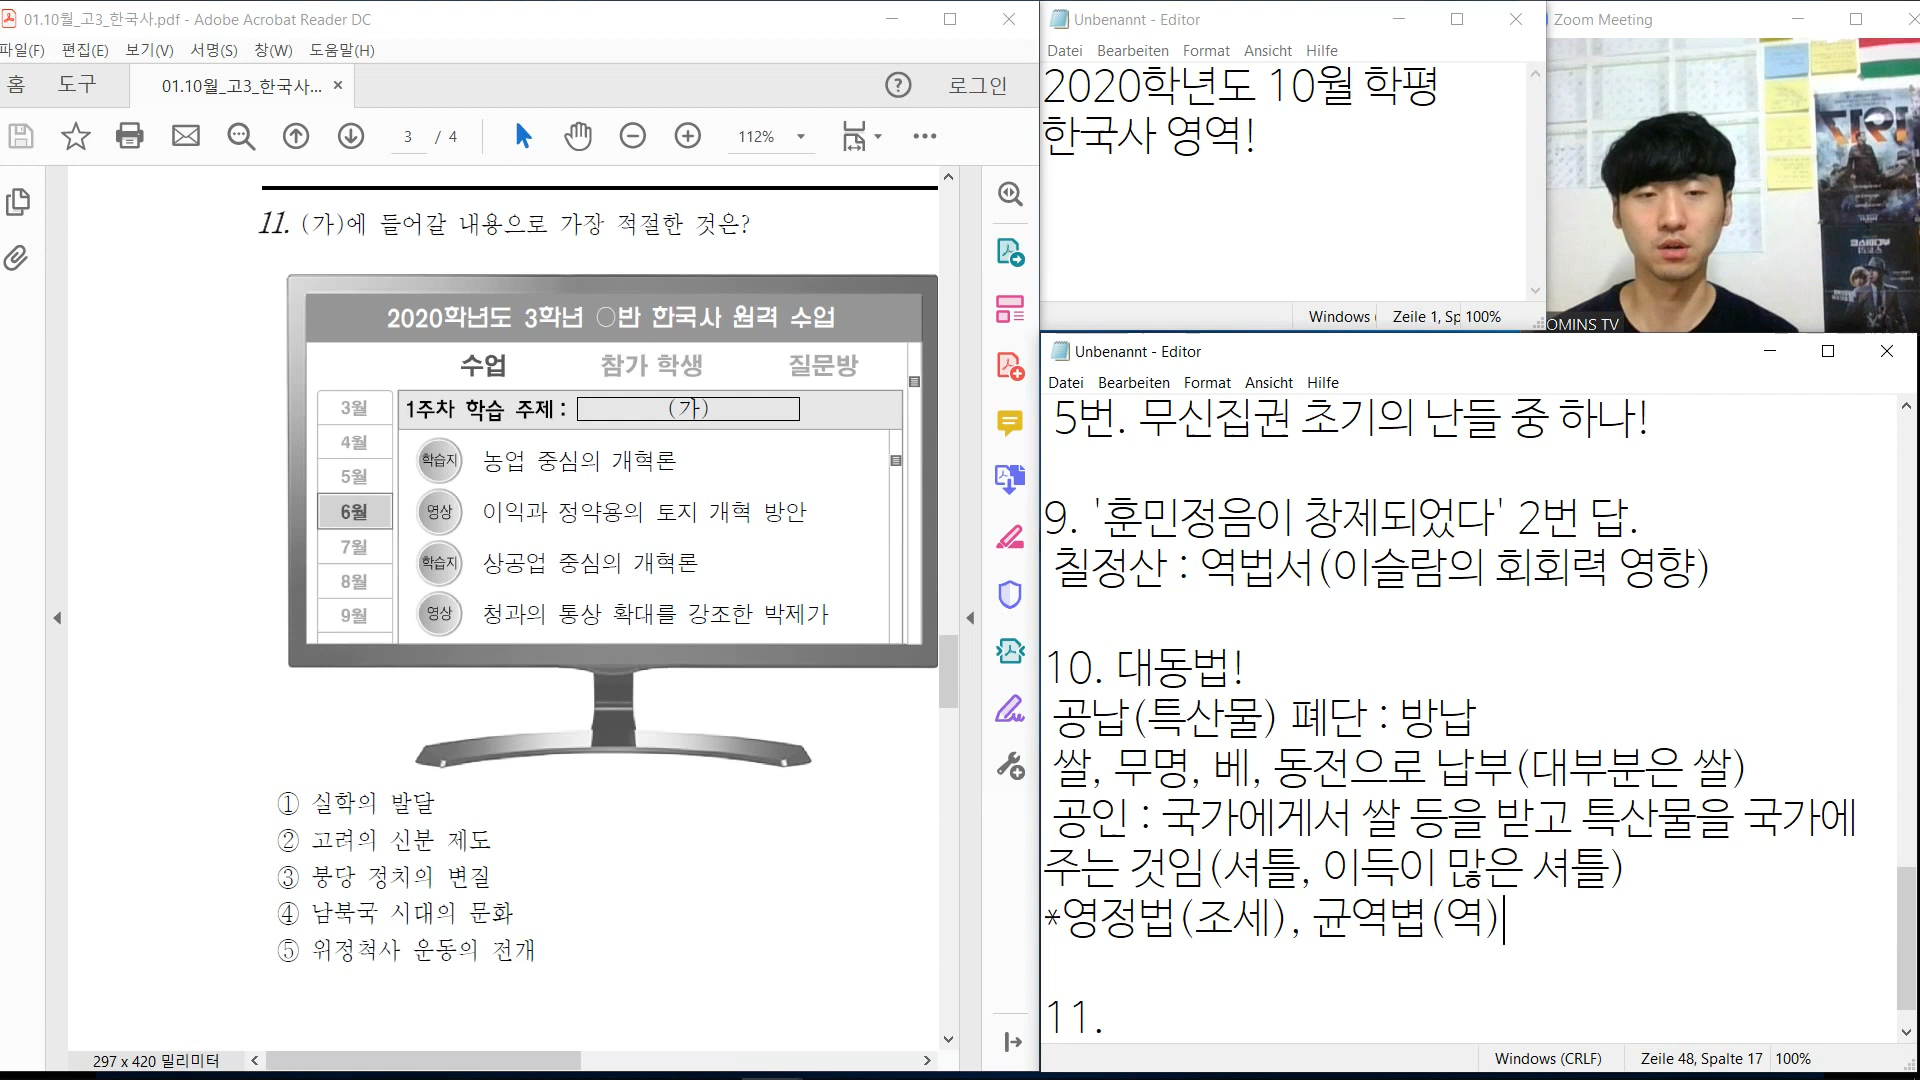 01.10월_고3_한국사.pdf - Adobe Acrobat Reader DC
파일(F) 편집(E) 보기(V) 서명(S) 창(W) 도움말(H)
홈 도구 01.10월_고3_한국사... × 로그인
3 / 4 112%
11. (가)에 들어갈 내용으로 가장 적절한 것은?
2020학년도 3학년 ○반 한국사 원격 수업
수업 참가 학생 질문방
3월
4월
5월
6월
7월
8월
9월
1주차 학습 주제 : (가)
학습지 농업 중심의 개혁론
영상 이익과 정약용의 토지 개혁 방안
학습지 상공업 중심의 개혁론
영상 청과의 통상 확대를 강조한 박제가
① 실학의 발달
② 고려의 신분 제도
③ 붕당 정치의 변질
④ 남북국 시대의 문화
⑤ 위정척사 운동의 전개
297 x 420 밀리미터
Unbenannt - Editor
Datei Bearbeiten Format Ansicht Hilfe
2020학년도 10월 학평
한국사 영역!
Windows ( Zeile 1, Sp 100%
Zoom Meeting
OMINS TV
Unbenannt - Editor
Datei Bearbeiten Format Ansicht Hilfe
5번. 무신집권 초기의 난들 중 하나!
9. '훈민정음이 창제되었다' 2번 답.
칠정산 : 역법서(이슬람의 회회력 영향)
10. 대동법!
공납(특산물) 폐단 : 방납
쌀, 무명, 베, 동전으로 납부(대부분은 쌀)
공인 : 국가에게서 쌀 등을 받고 특산물을 국가에
주는 것임(셔틀, 이득이 많은 셔틀)
*영정법(조세), 균역볍(역)
11.
Windows (CRLF) Zeile 48, Spalte 17 100%